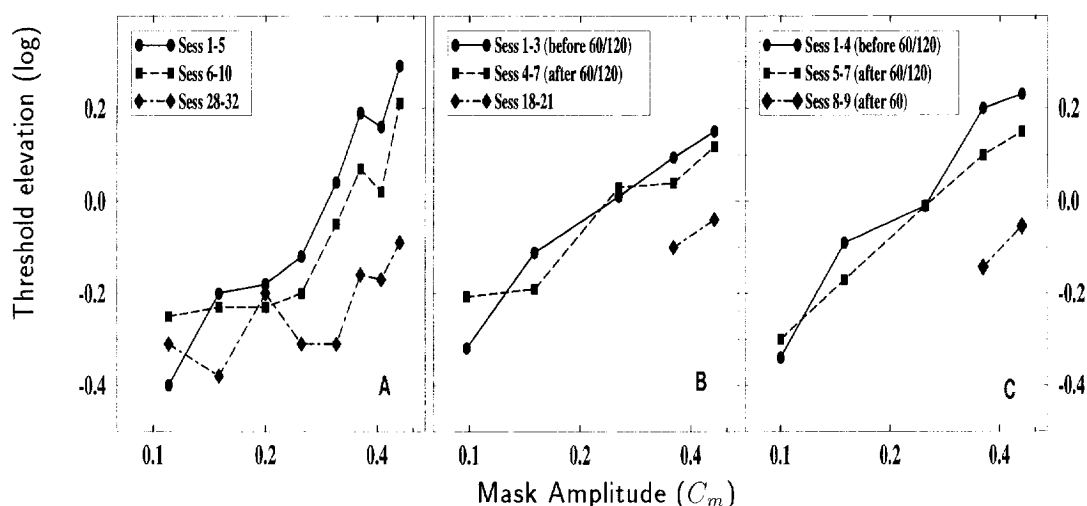 Threshold elevation (log)
0.2
0.0
-0.2
-0.4
Sess 1-5
Sess 6-10
Sess 28-32
A
0.1
0.2
0.4
Sess 1-3 (before 60/120)
Sess 4-7 (after 60/120)
Sess 18-21
B
0.1
0.2
0.4
Sess 1-4 (before 60/120)
Sess 5-7 (after 60/120)
Sess 8-9 (after 60)
C
0.1
0.2
0.4
0.2
0.0
-0.2
-0.4
Mask Amplitude (Cm)